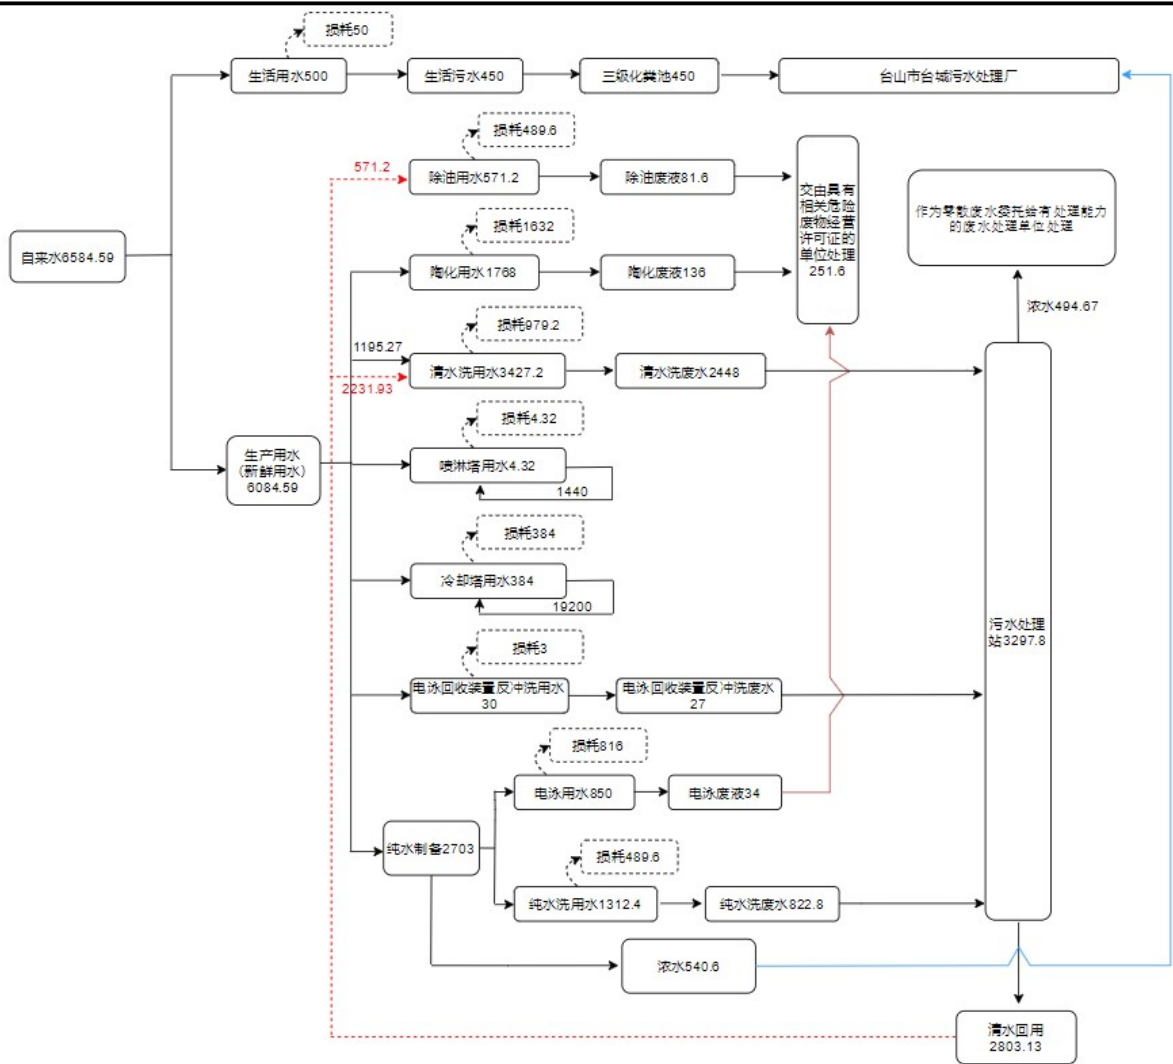 损耗50
生活用水500
生活污水450
三级化粪池450
台山市台城污水处理厂
损耗489.6
571.2
除油用水571.2
除油废液81.6
交由具有
相关危险
废物经营
许可证的
单位处理
251.6
作为零散废水委托给有处理能力
的废水处理单位处理
自来水6584.59
损耗1632
陶化用水1768
陶化废液136
浓水494.67
损耗979.2
1195.27
清水洗用水3427.2
清水洗废水2448
2231.93
损耗4.32
生产用水
（新鲜用水）
6084.59
喷淋塔用水4.32
1440
损耗384
冷却塔用水384
19200
污水处理
站3297.8
损耗3
电泳回收装置反冲洗用水
30
电泳回收装置反冲洗废水
27
损耗816
电泳用水850
电泳废液34
纯水制备2703
损耗489.6
纯水洗用水1312.4
纯水洗废水822.8
浓水540.6
清水回用
2803.13